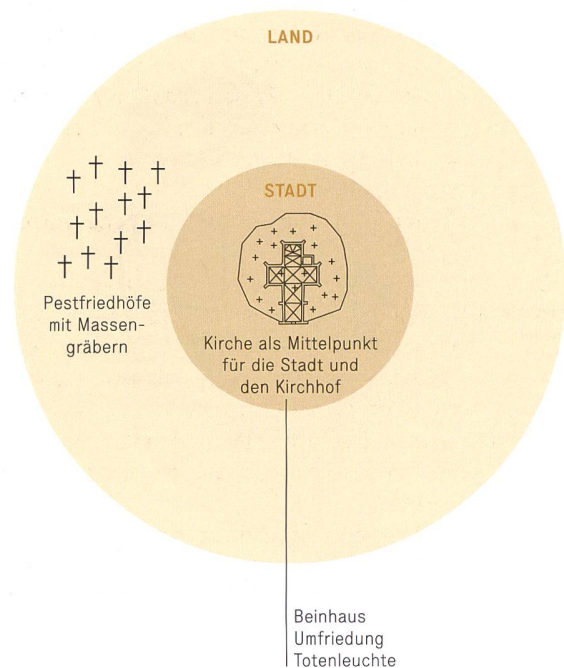 LAND
STADT
Pestfriedhöfe
mit Massen-
gräbern
Kirche als Mittelpunkt
für die Stadt und
den Kirchhof
Beinhaus
Umfriedung
Totenleuchte